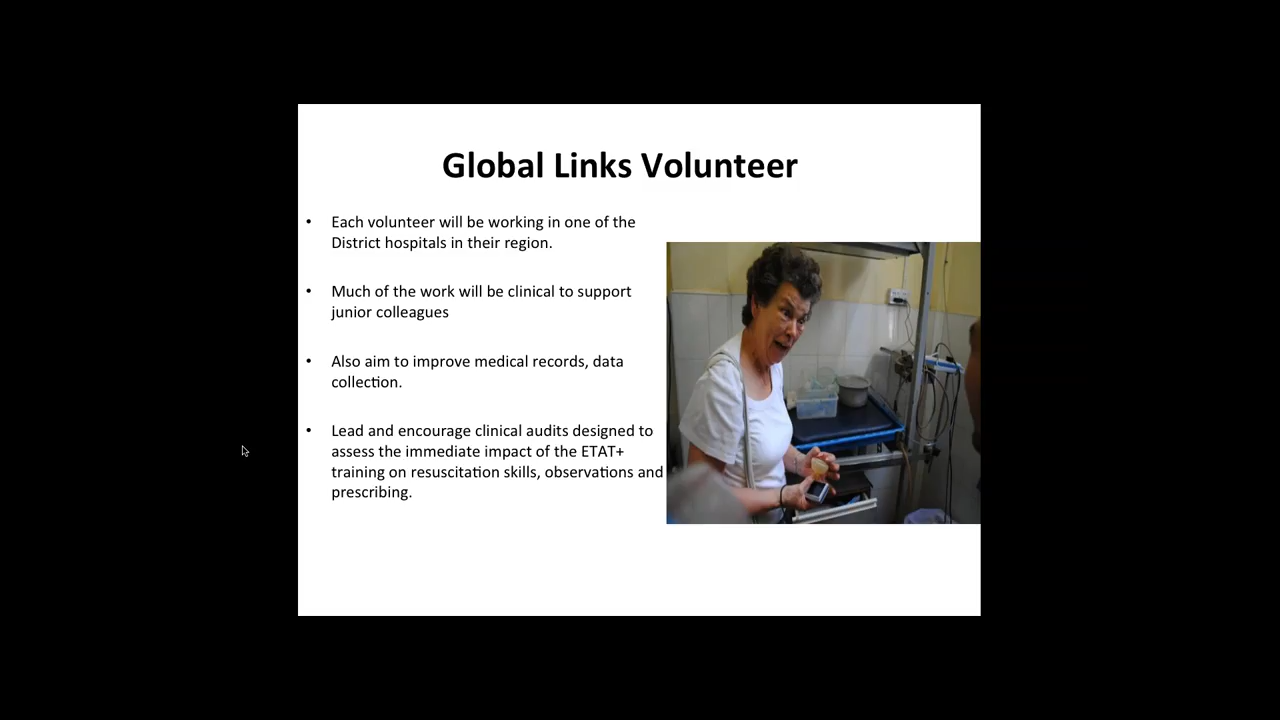 Global Links Volunteer
• Each volunteer will be working in one of the
District hospitals in their region.
• Much of the work will be clinical to support
junior colleagues
• Also aim to improve medical records, data
collection.
• Lead and encourage clinical audits designed to
assess the immediate impact of the ETAT+
training on resuscitation skills, observations and
prescribing.